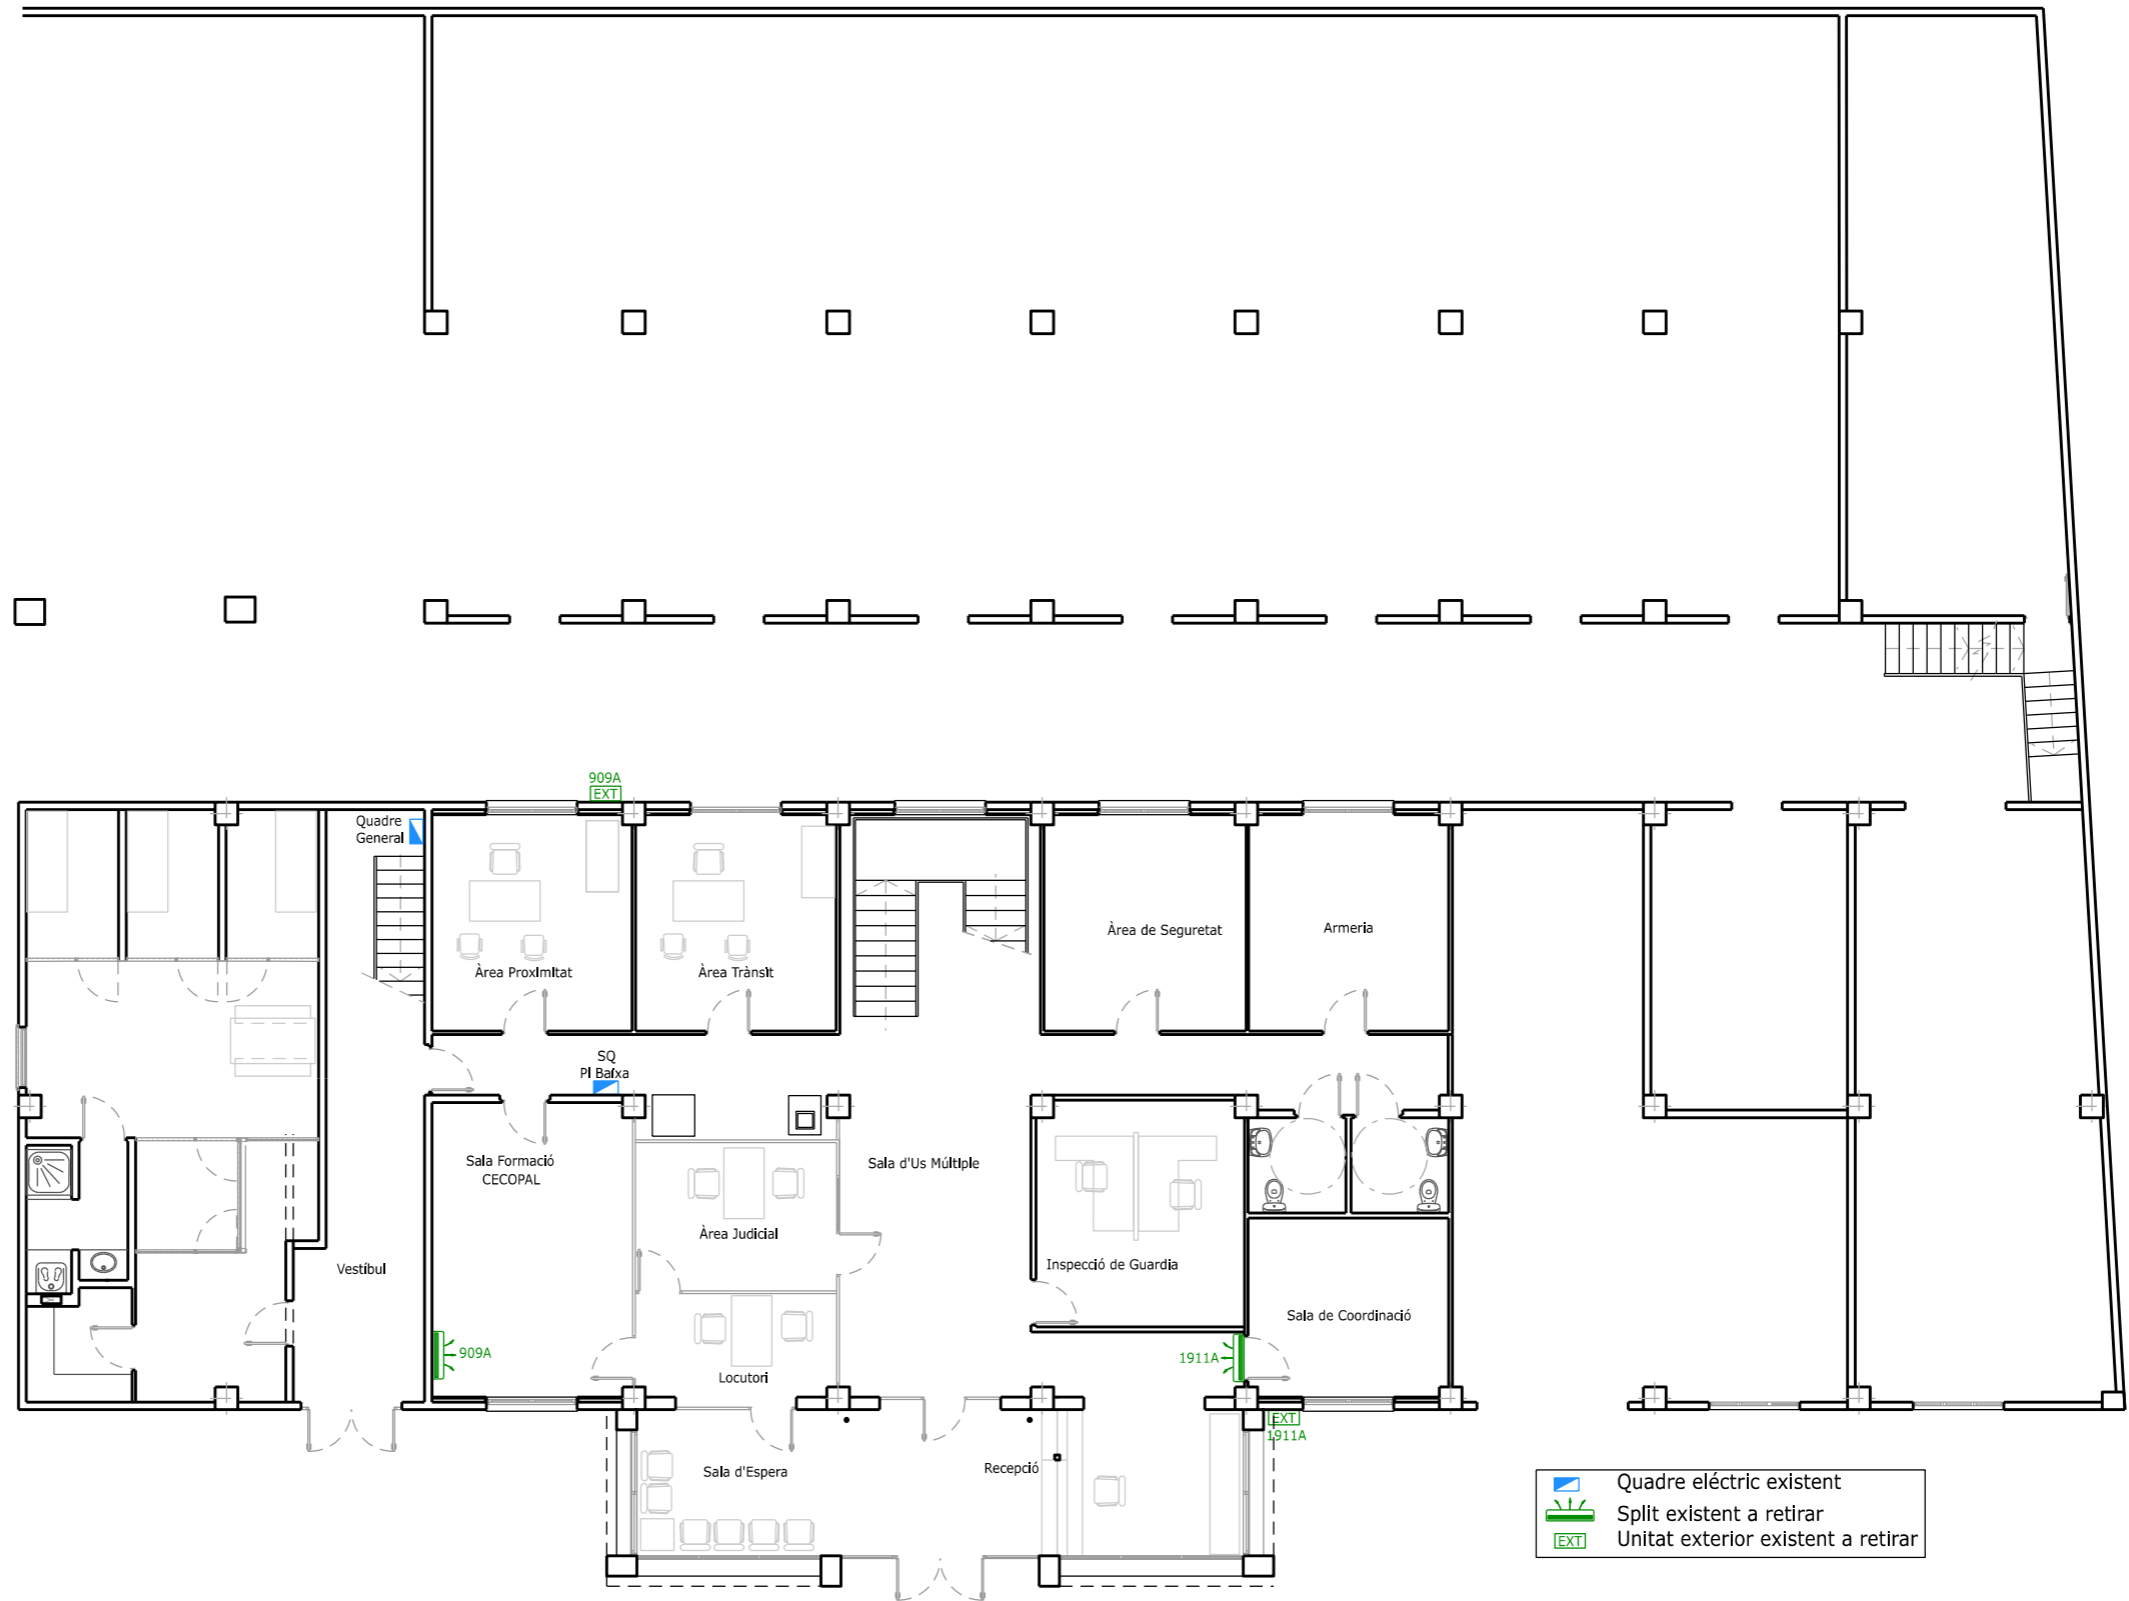 909A
EXT
Quadre
General
Àrea de Seguretat
Armeria
Àrea Proximitat
Àrea Trànsit
SQ
Pl Baixa
Sala Formació
CECOPAL
Sala d'Us Múltiple
Àrea Judicial
Vestíbul
Inspecció de Guardia
Sala de Coordinació
909A
1911A
Locutori
EXT
1911A
Sala d'Espera
Recepció
Quadre eléctric existent
Split existent a retirar
EXT
Unitat exterior existent a retirar